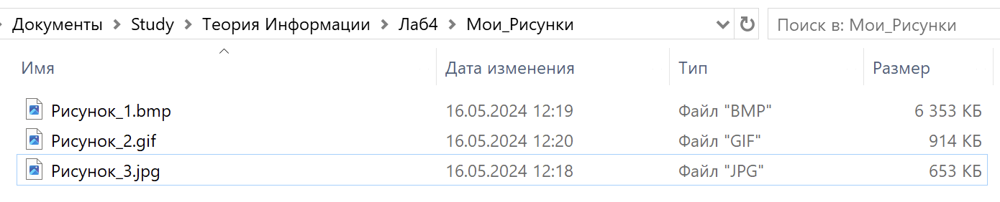 Документы > Study > Теория Информации > Лаб4 > Мои_Рисунки Поиск в: Мои_Рисунки
Имя Дата изменения Тип Размер
Рисунок_1.bmp 16.05.2024 12:19 Файл "BMP" 6 353 КБ
Рисунок_2.gif 16.05.2024 12:20 Файл "GIF" 914 КБ
Рисунок_3.jpg 16.05.2024 12:18 Файл "JPG" 653 КБ